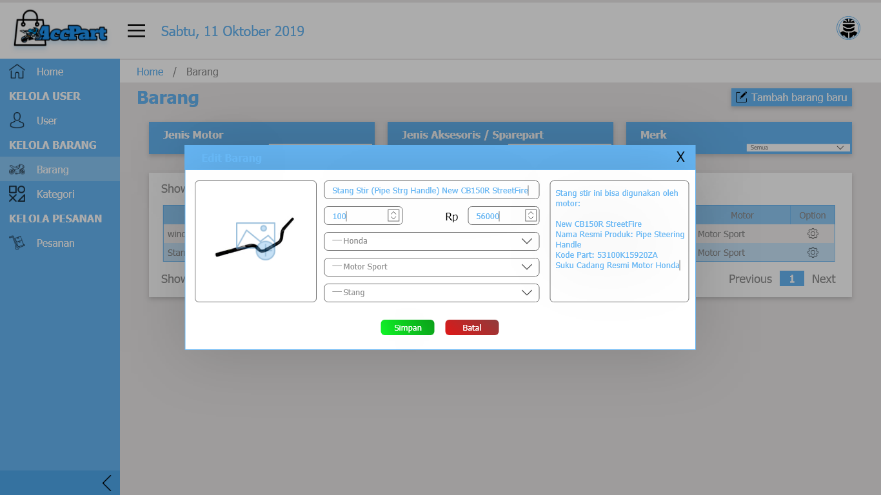 AccPart
Sabtu, 11 Oktober 2019
Home
KELOLA USER
User
KELOLA BARANG
Barang
Kategori
KELOLA PESANAN
Pesanan
Home / Barang
Barang
Tambah barang baru
Jenis Motor
Jenis Aksesoris / Sparepart
Merk
Semua
Edit Barang
X
Stang Stir (Pipe Strg Handle) New CB150R StreetFire
100
Rp
56000
Honda
Motor Sport
Stang
Stang stir ini bisa digunakan oleh
motor:
New CB150R StreetFire
Nama Resmi Produk: Pipe Steering
Handle
Kode Part: 53100K15920ZA
Suku Cadang Resmi Motor Honda
Simpan
Batal
Motor
Option
Motor Sport
Motor Sport
Previous 1 Next